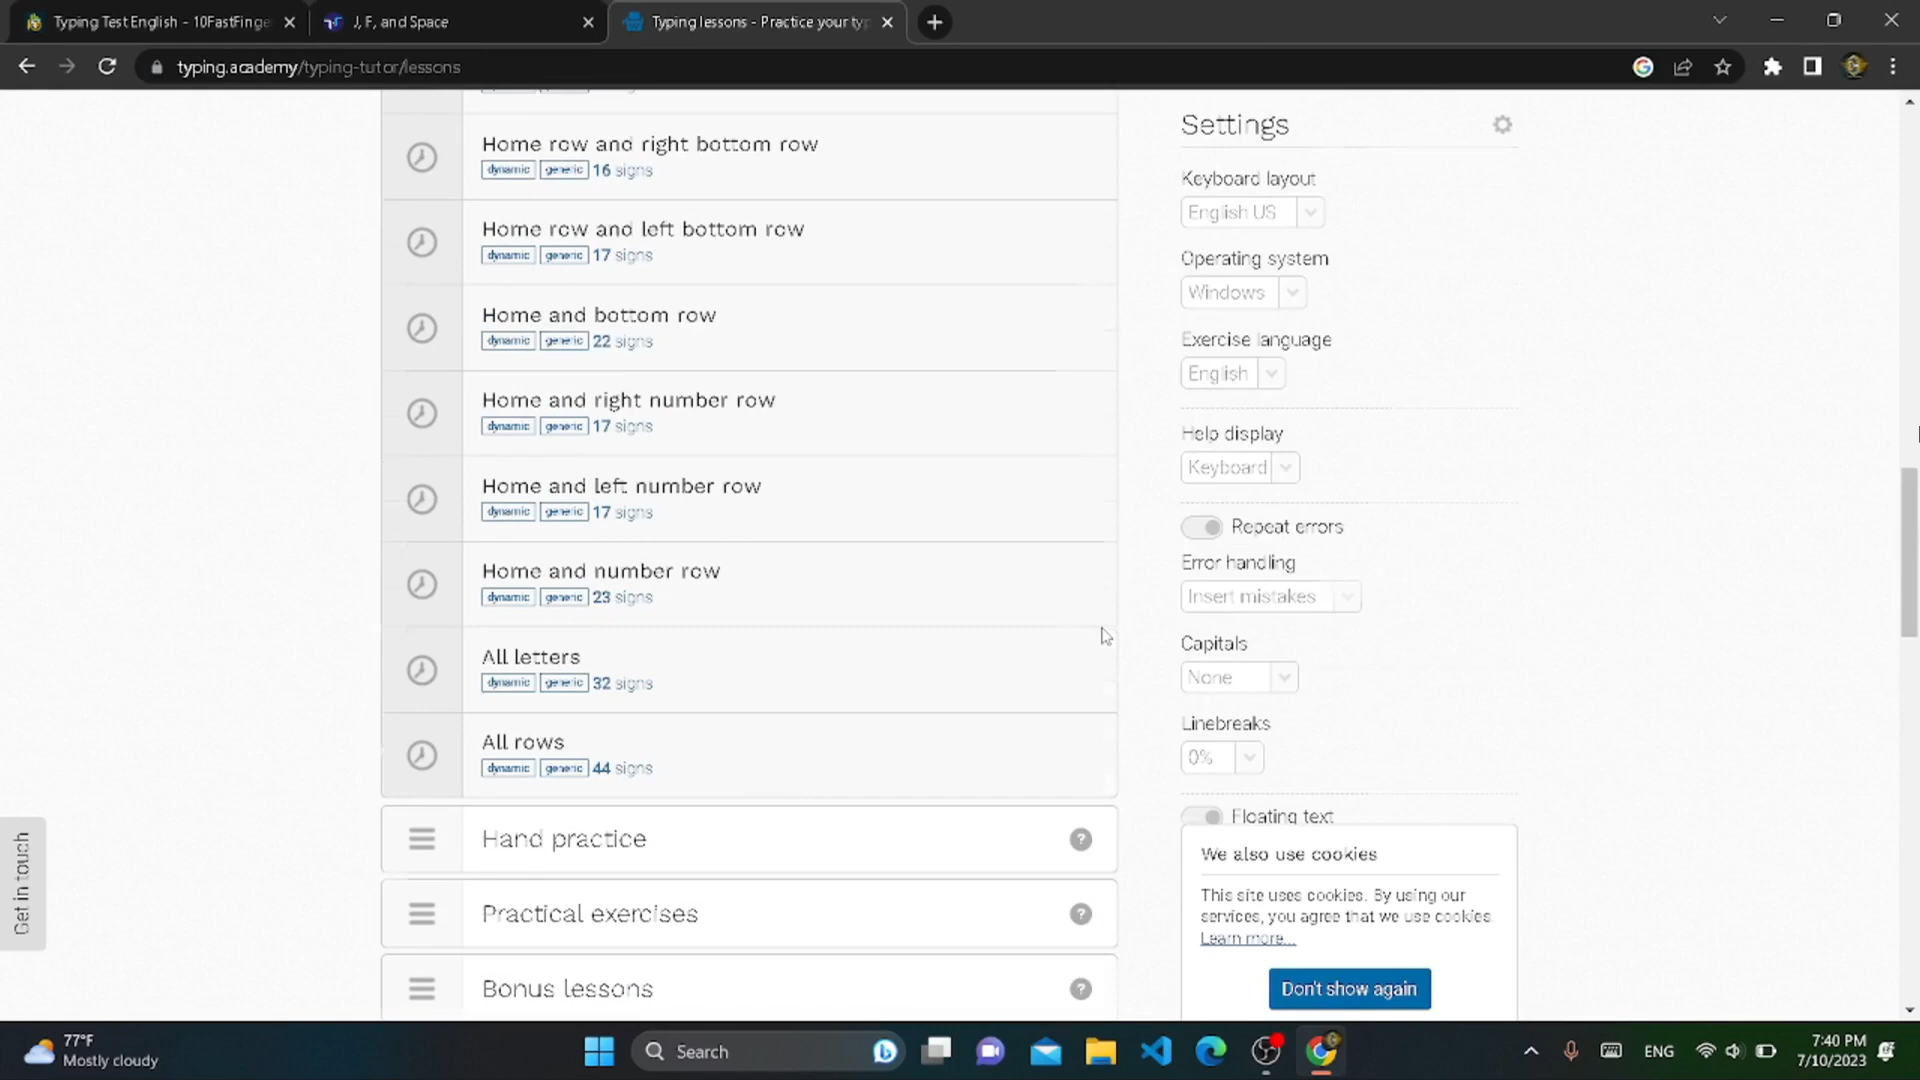 Typing Test English - 10FastFinge
J, F, and Space
Typing lessons - Practice your typ
typing.academy/typing-tutor/lessons
Home row and right bottom row
dynamic generic 16 signs
Home row and left bottom row
dynamic generic 17 signs
Home and bottom row
dynamic generic 22 signs
Home and right number row
dynamic generic 17 signs
Home and left number row
dynamic generic 17 signs
Home and number row
dynamic generic 23 signs
All letters
dynamic generic 32 signs
All rows
dynamic generic 44 signs
Hand practice ?
Practical exercises ?
Bonus lessons ?
Settings
Keyboard layout
English US
Operating system
Windows
Exercise language
English
Help display
Keyboard
Repeat errors
Error handling
Insert mistakes
Capitals
None
Linebreaks
0%
Floating text
We also use cookies
This site uses cookies. By using our
services, you agree that we use cookies.
Learn more...
Don't show again
Get in touch
77°F
Mostly cloudy
Search
ENG
7:40 PM
7/10/2023